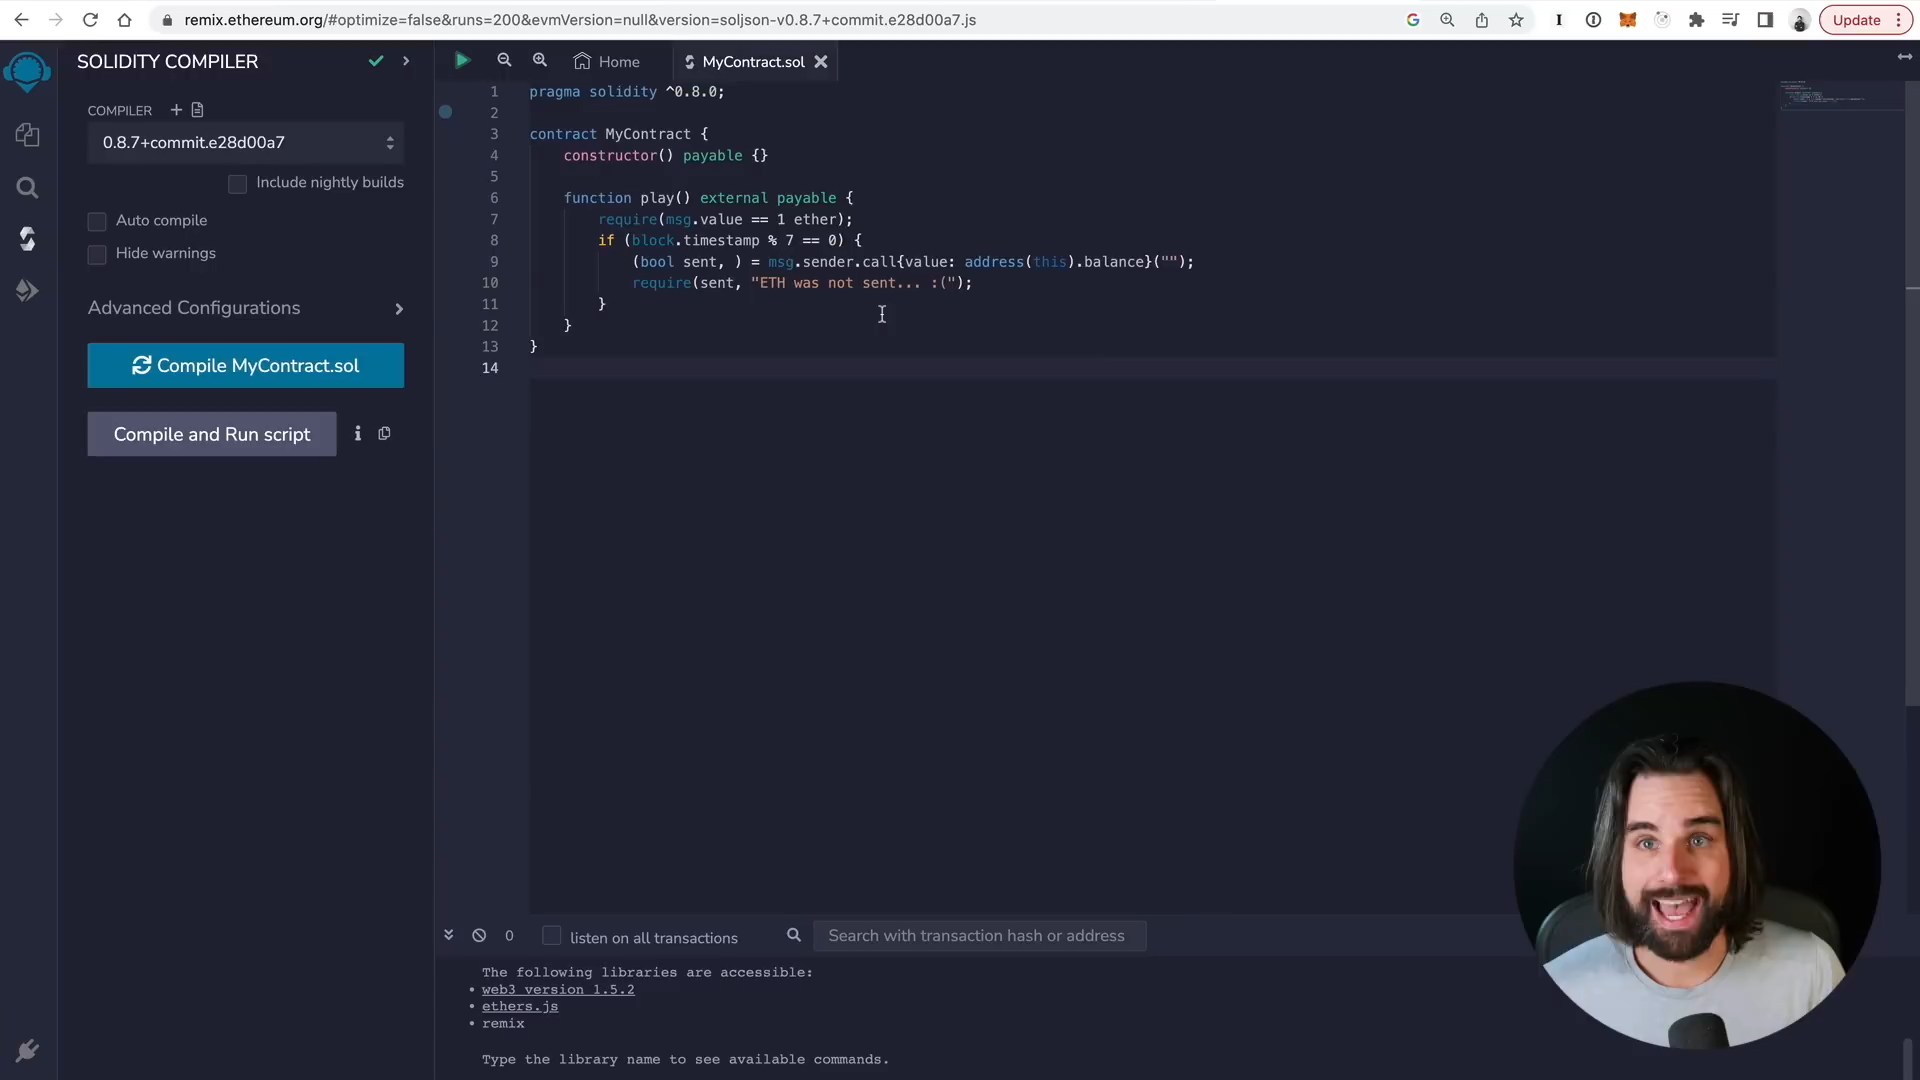 remix.ethereum.org/#optimize=false&runs=200&evmVersion=null&version=soljson-v0.8.7+commit.e28d00a7.js
Update
SOLIDITY COMPILER
Home
MyContract.sol
COMPILER
0.8.7+commit.e28d00a7
Include nightly builds
Auto compile
Hide warnings
Advanced Configurations
Compile MyContract.sol
Compile and Run script
1 pragma solidity ^0.8.0;
2
3 contract MyContract {
4 constructor() payable {}
5
6 function play() external payable {
7 require(msg.value == 1 ether);
8 if (block.timestamp % 7 == 0) {
9 (bool sent, ) = msg.sender.call{value: address(this).balance}("");
10 require(sent, "ETH was not sent... :(");
11 }
12 }
13 }
14
0
listen on all transactions
Search with transaction hash or address
The following libraries are accessible:
• web3 version 1.5.2
• ethers.js
• remix
Type the library name to see available commands.